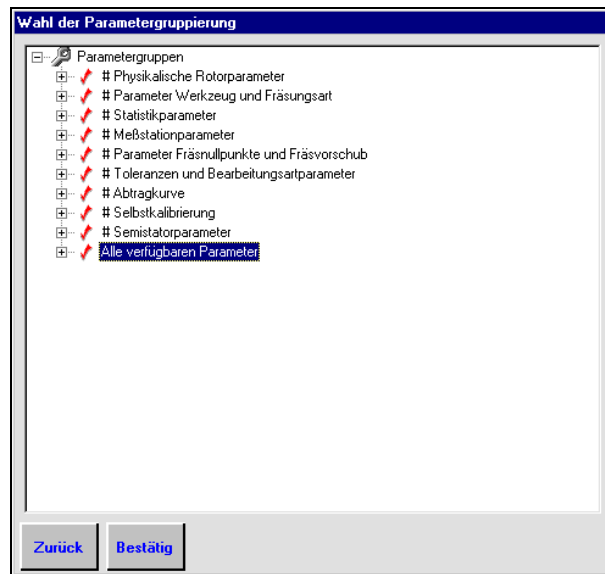 Wahl der Parametergruppierung
Parametergruppen
# Physikalische Rotorparameter
# Parameter Werkzeug und Fräsungsart
# Statistikparameter
# Meßstationparameter
# Parameter Fräsnullpunkte und Fräsvorschub
# Toleranzen und Bearbeitungsartparameter
# Abtragkurve
# Selbstkalibrierung
# Semistatorparameter
Alle verfügbaren Parameter
Zurück Bestätig